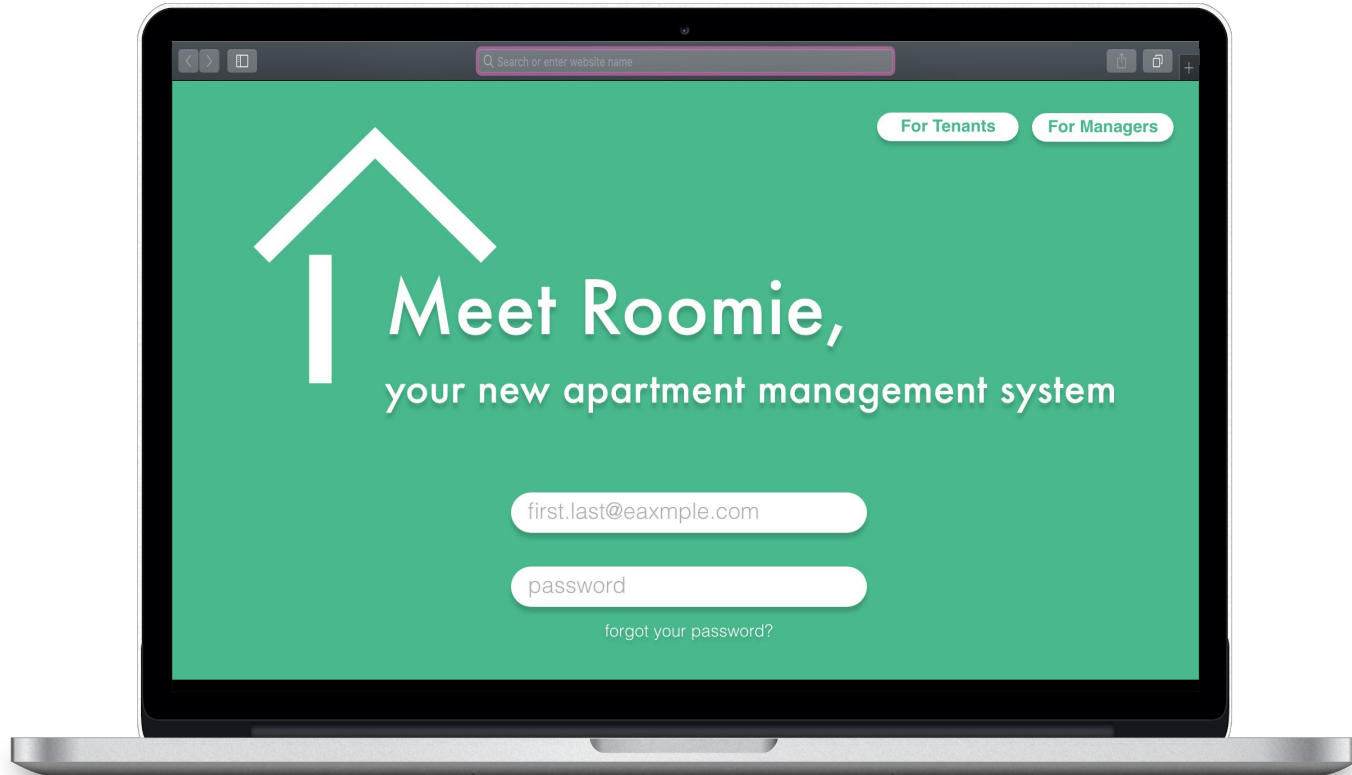 Search or enter website name
For Tenants
For Managers
Meet Roomie,
your new apartment management system
first.last@eaxmple.com
password
forgot your password?